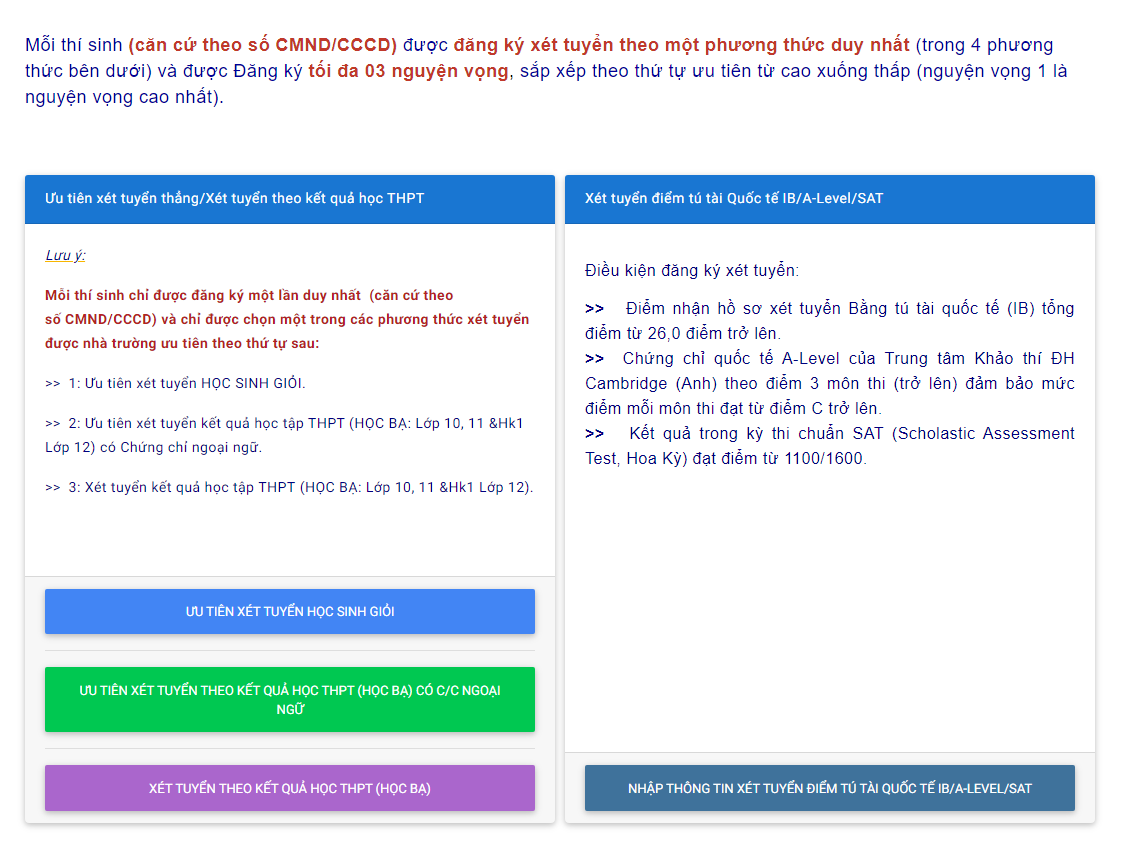 Mỗi thí sinh (căn cứ theo số CMND/CCCD) được đăng ký xét tuyển theo một phương thức duy nhất (trong 4 phương
thức bên dưới) và được Đăng ký tối đa 03 nguyện vọng, sắp xếp theo thứ tự ưu tiên từ cao xuống thấp (nguyện vọng 1 là
nguyện vọng cao nhất).
Ưu tiên xét tuyển thẳng/Xét tuyển theo kết quả học THPT
Lưu ý:
Mỗi thí sinh chỉ được đăng ký một lần duy nhất (căn cứ theo
số CMND/CCCD) và chỉ được chọn một trong các phương thức xét tuyển
được nhà trường ưu tiên theo thứ tự sau:
>> 1: Ưu tiên xét tuyển HỌC SINH GIỎI.
>> 2: Ưu tiên xét tuyển kết quả học tập THPT (HỌC BẠ: Lớp 10, 11 &Hk1
Lớp 12) có Chứng chỉ ngoại ngữ.
>> 3: Xét tuyển kết quả học tập THPT (HỌC BẠ: Lớp 10, 11 &Hk1 Lớp 12).
ƯU TIÊN XÉT TUYỂN HỌC SINH GIỎI
ƯU TIÊN XÉT TUYỂN THEO KẾT QUẢ HỌC THPT (HỌC BẠ) CÓ C/C NGOẠI
NGỮ
XÉT TUYỂN THEO KẾT QUẢ HỌC THPT (HỌC BẠ)
Xét tuyển điểm tú tài Quốc tế IB/A-Level/SAT
Điều kiện đăng ký xét tuyển:
>> Điểm nhận hồ sơ xét tuyển Bằng tú tài quốc tế (IB) tổng
điểm từ 26,0 điểm trở lên.
>> Chứng chỉ quốc tế A-Level của Trung tâm Khảo thí ĐH
Cambridge (Anh) theo điểm 3 môn thi (trở lên) đảm bảo mức
điểm mỗi môn thi đạt từ điểm C trở lên.
>> Kết quả trong kỳ thi chuẩn SAT (Scholastic Assessment
Test, Hoa Kỳ) đạt điểm từ 1100/1600.
NHẬP THÔNG TIN XÉT TUYỂN ĐIỂM TÚ TÀI QUỐC TẾ IB/A-LEVEL/SAT